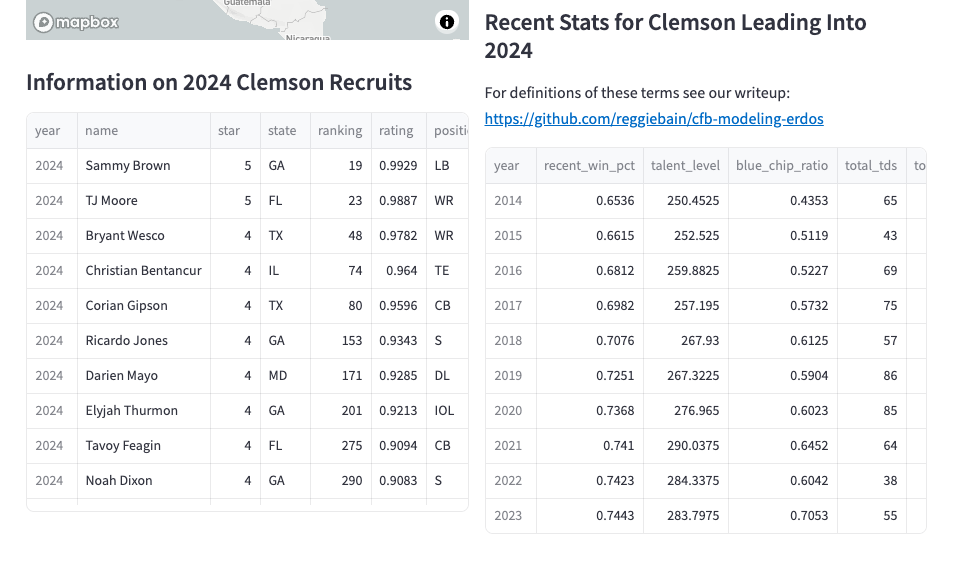 Guatemala
mapbox
Nicaragua
Information on 2024 Clemson Recruits
year name star state ranking rating positi
2024 Sammy Brown 5 GA 19 0.9929 LB
2024 TJ Moore 5 FL 23 0.9887 WR
2024 Bryant Wesco 4 TX 48 0.9782 WR
2024 Christian Bentancur 4 IL 74 0.964 TE
2024 Corian Gipson 4 TX 80 0.9596 CB
2024 Ricardo Jones 4 GA 153 0.9343 S
2024 Darien Mayo 4 MD 171 0.9285 DL
2024 Elyjah Thurmon 4 GA 201 0.9213 IOL
2024 Tavoy Feagin 4 FL 275 0.9094 CB
2024 Noah Dixon 4 GA 290 0.9083 S
Recent Stats for Clemson Leading Into
2024
For definitions of these terms see our writeup:
https://github.com/reggiebain/cfb-modeling-erdos
year recent_win_pct talent_level blue_chip_ratio total_tds to
2014 0.6536 250.4525 0.4353 65
2015 0.6615 252.525 0.5119 43
2016 0.6812 259.8825 0.5227 69
2017 0.6982 257.195 0.5732 75
2018 0.7076 267.93 0.6125 57
2019 0.7251 267.3225 0.5904 86
2020 0.7368 276.965 0.6023 85
2021 0.741 290.0375 0.6452 64
2022 0.7423 284.3375 0.6042 38
2023 0.7443 283.7975 0.7053 55